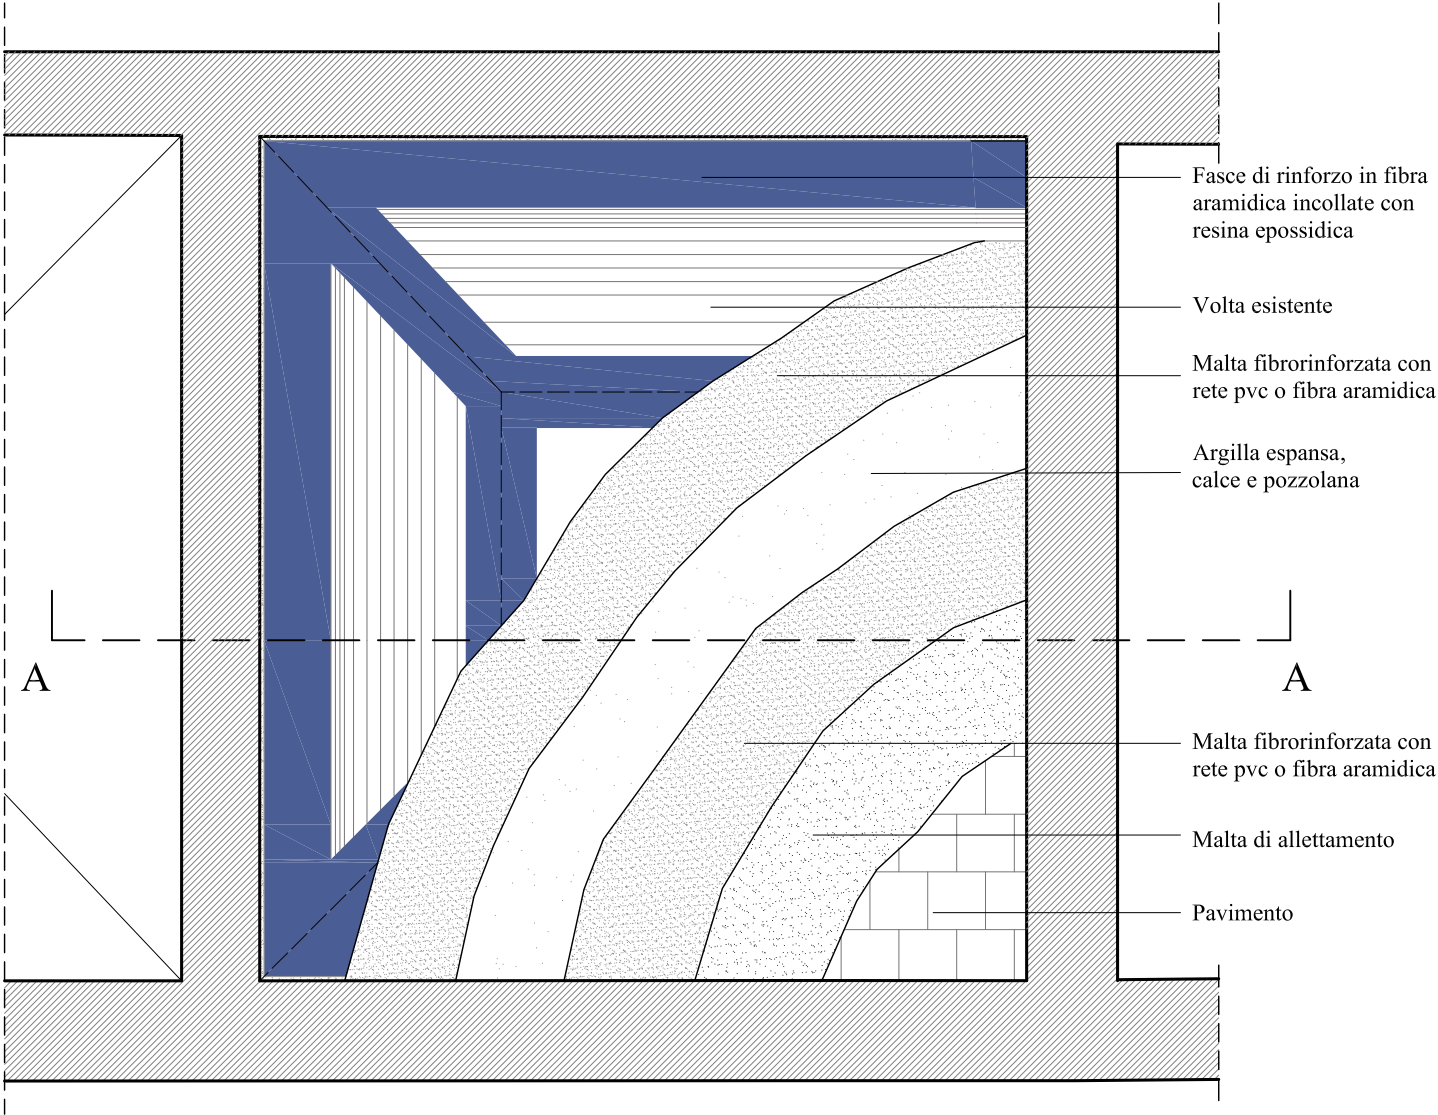 Fasce di rinforzo in fibra
aramidica incollate con
resina epossidica
Volta esistente
Malta fibrorinforzata con
rete pvc o fibra aramidica
Argilla espansa,
calce e pozzolana
A
A
Malta fibrorinforzata con
rete pvc o fibra aramidica
Malta di allettamento
Pavimento